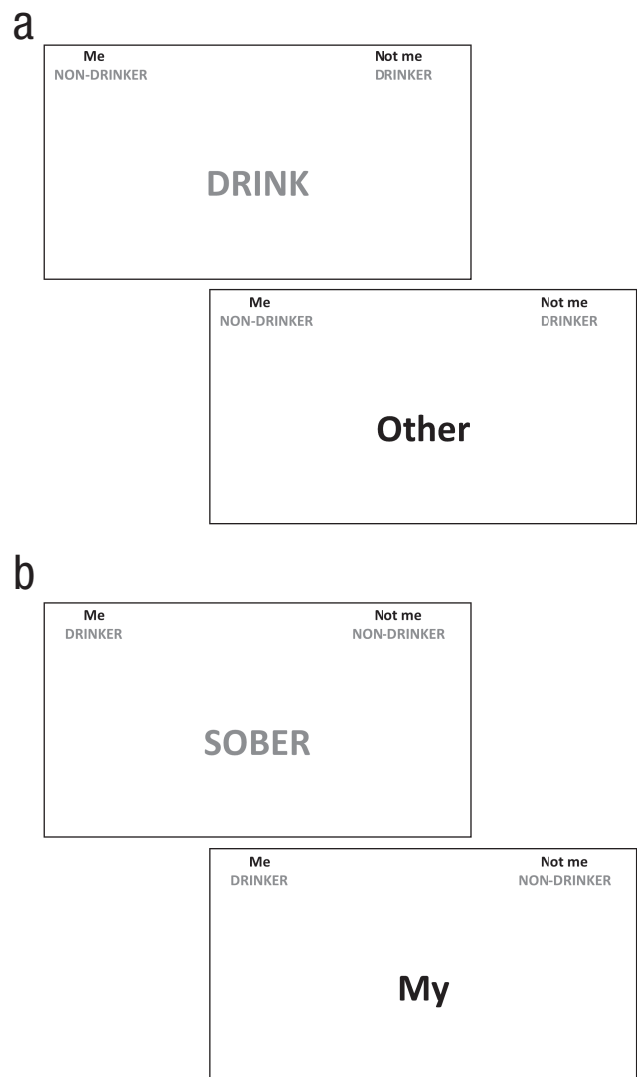 a
Me Not me
NON-DRINKER DRINKER
DRINK
Me Not me
NON-DRINKER DRINKER
Other
b
Me Not me
DRINKER NON-DRINKER
SOBER
Me Not me
DRINKER NON-DRINKER
My